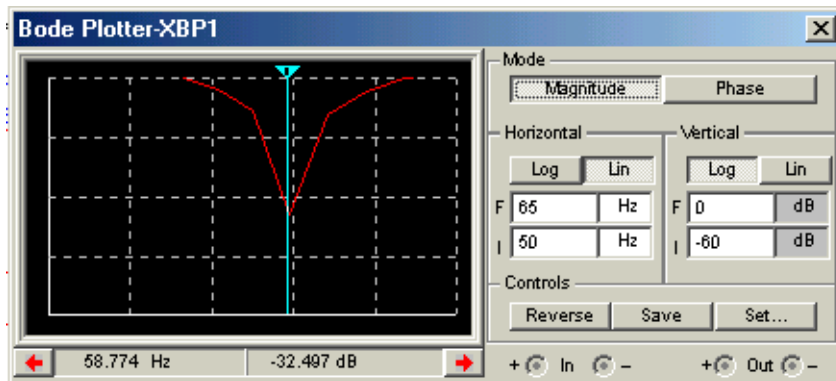 Bode Plotter-XBP1
Mode
Magnitude Phase
Horizontal Vertical
Log Lin Log Lin
F 65 Hz F 0 dB
I 50 Hz I -60 dB
Controls
Reverse Save Set...
58.774 Hz -32.497 dB + In - + Out -